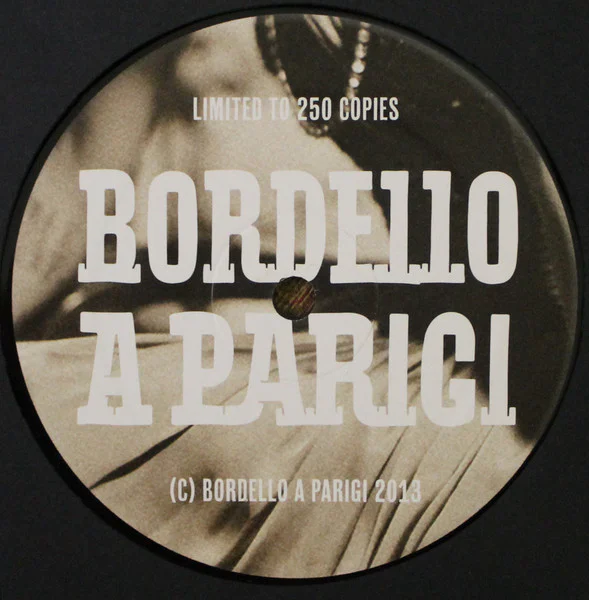 LIMITED TO 250 COPIES
BORDELLO
A PARIGI
(C) BORDELLO A PARIGI 2013